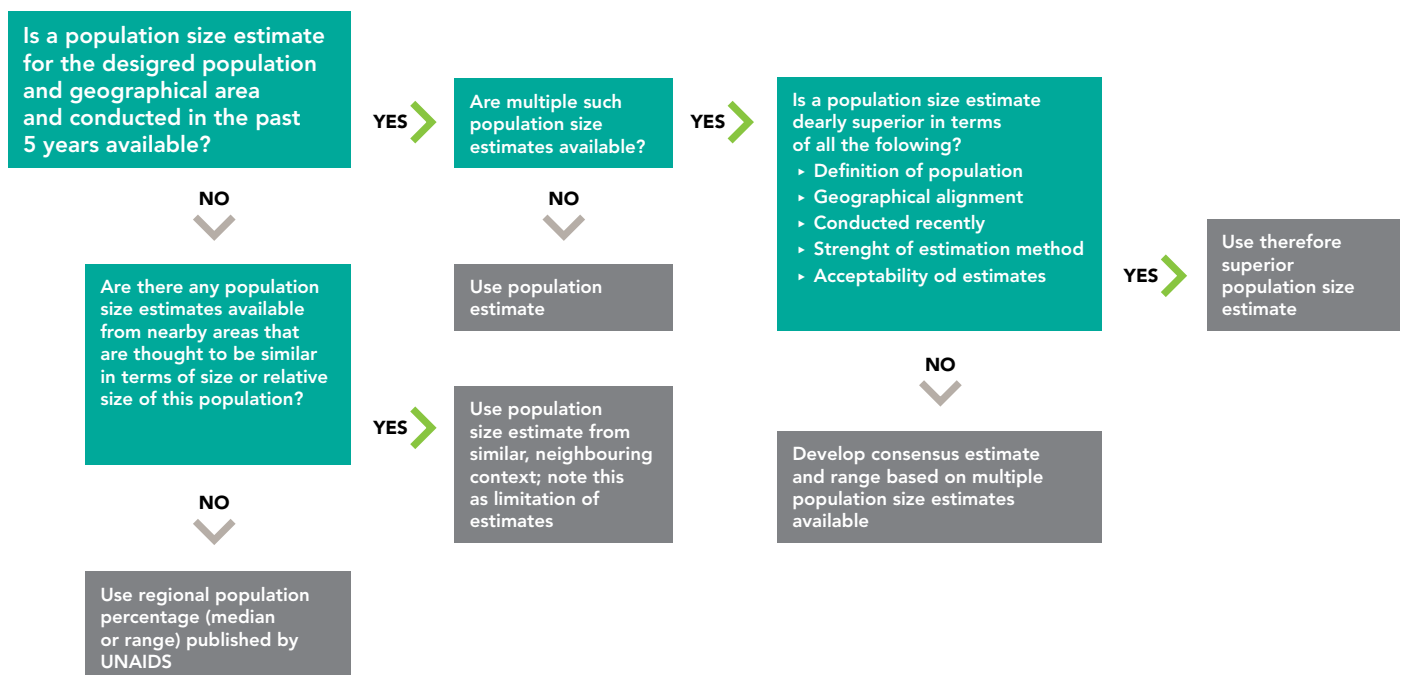 Is a population size estimate
for the desigred population
and geographical area
and conducted in the past
5 years available?
YES
Are multiple such
population size
estimates available?
YES
Is a population size estimate
dearly superior in terms
of all the folowing?
▸ Definition of population
▸ Geographical alignment
▸ Conducted recently
▸ Strenght of estimation method
▸ Acceptability od estimates
YES
Use therefore
superior
population size
estimate
NO
Are there any population
size estimates available
from nearby areas that
are thought to be similar
in terms of size or relative
size of this population?
NO
Use population
estimate
YES
Use population
size estimate from
similar, neighbouring
context; note this
as limitation of
estimates
NO
Develop consensus estimate
and range based on multiple
population size estimates
available
NO
Use regional population
percentage (median
or range) published by
UNAIDS